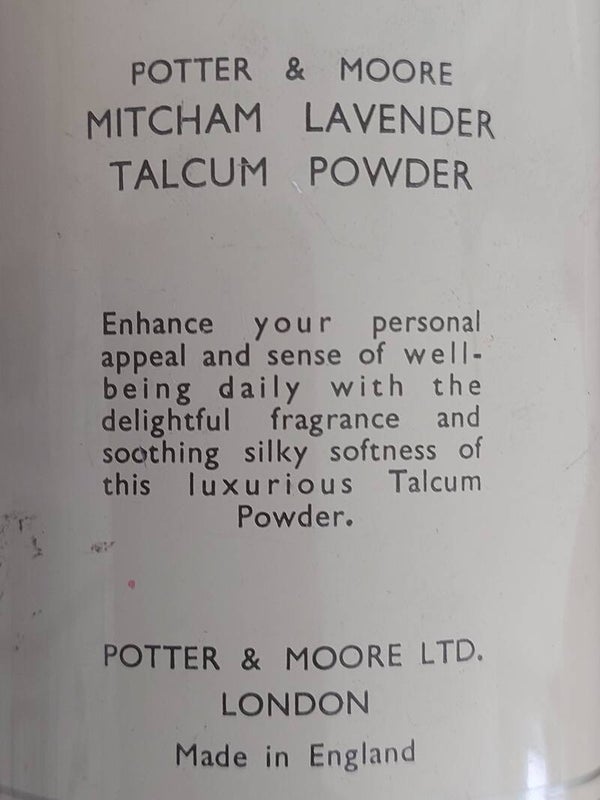 POTTER & MOORE
MITCHAM LAVENDER
TALCUM POWDER
Enhance your personal
appeal and sense of well-
being daily with the
delightful fragrance and
soothing silky softness of
this luxurious Talcum
Powder.
POTTER & MOORE LTD.
LONDON
Made in England